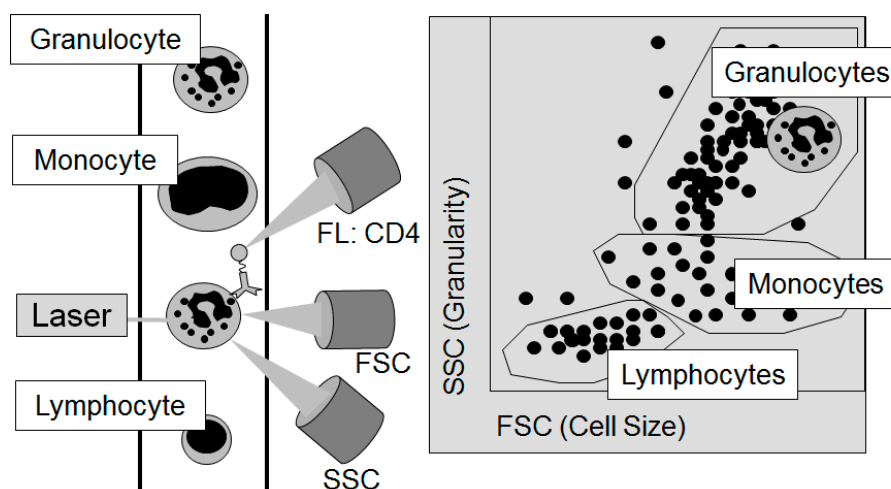 Granulocyte
Monocyte
FL: CD4
Laser
FSC
Lymphocyte
SSC
Granulocytes
Monocytes
Lymphocytes
SSC (Granularity)
FSC (Cell Size)